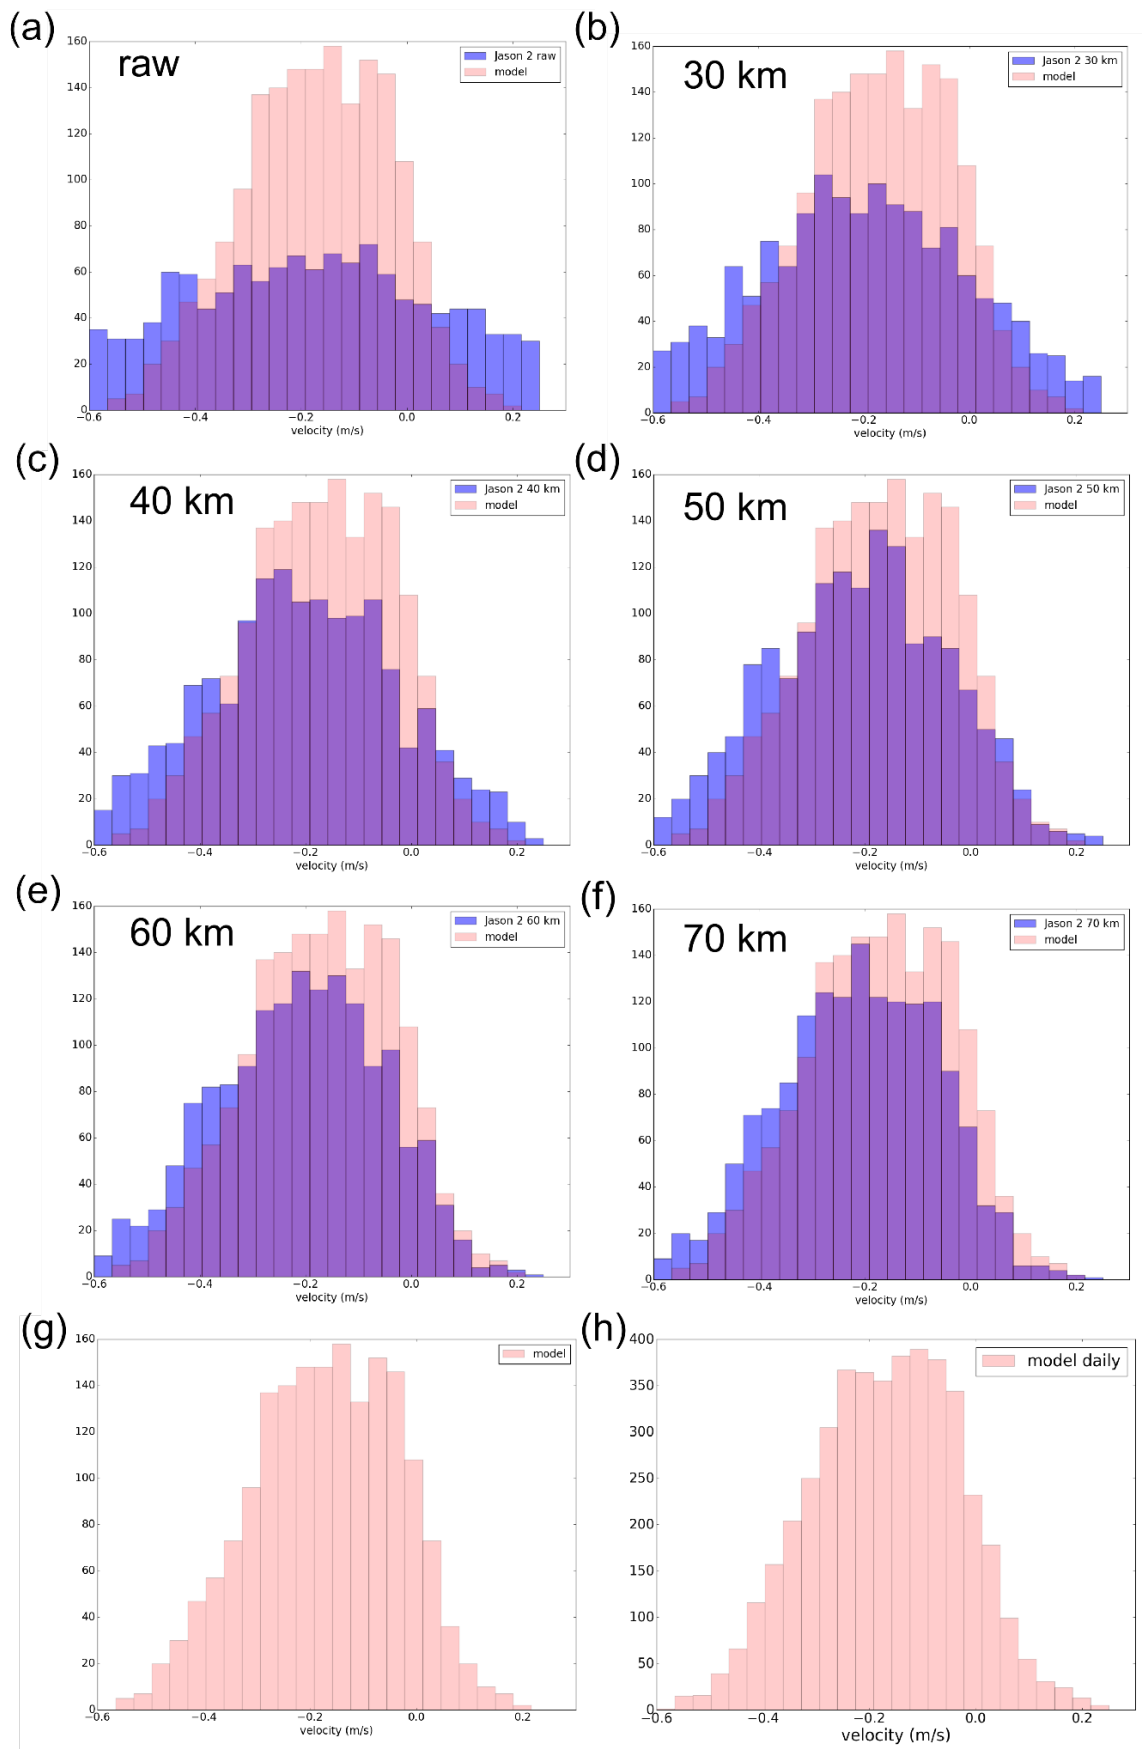 (a)
raw
Jason 2 raw
model
160
140
120
100
80
60
40
20
0
−0.6 −0.4 −0.2 0.0 0.2
velocity (m/s)
(b)
30 km
Jason 2 30 km
model
160
140
120
100
80
60
40
20
0
−0.6 −0.4 −0.2 0.0 0.2
velocity (m/s)
(c)
40 km
Jason 2 40 km
model
160
140
120
100
80
60
40
20
0
−0.6 −0.4 −0.2 0.0 0.2
velocity (m/s)
(d)
50 km
Jason 2 50 km
model
160
140
120
100
80
60
40
20
0
−0.6 −0.4 −0.2 0.0 0.2
velocity (m/s)
(e)
60 km
Jason 2 60 km
model
160
140
120
100
80
60
40
20
0
−0.6 −0.4 −0.2 0.0 0.2
velocity (m/s)
(f)
70 km
Jason 2 70 km
model
160
140
120
100
80
60
40
20
0
−0.6 −0.4 −0.2 0.0 0.2
velocity (m/s)
(g)
model
160
140
120
100
80
60
40
20
0
−0.6 −0.4 −0.2 0.0 0.2
velocity (m/s)
(h)
model daily
400
350
300
250
200
150
100
50
0
−0.6 −0.4 −0.2 0.0 0.2
velocity (m/s)